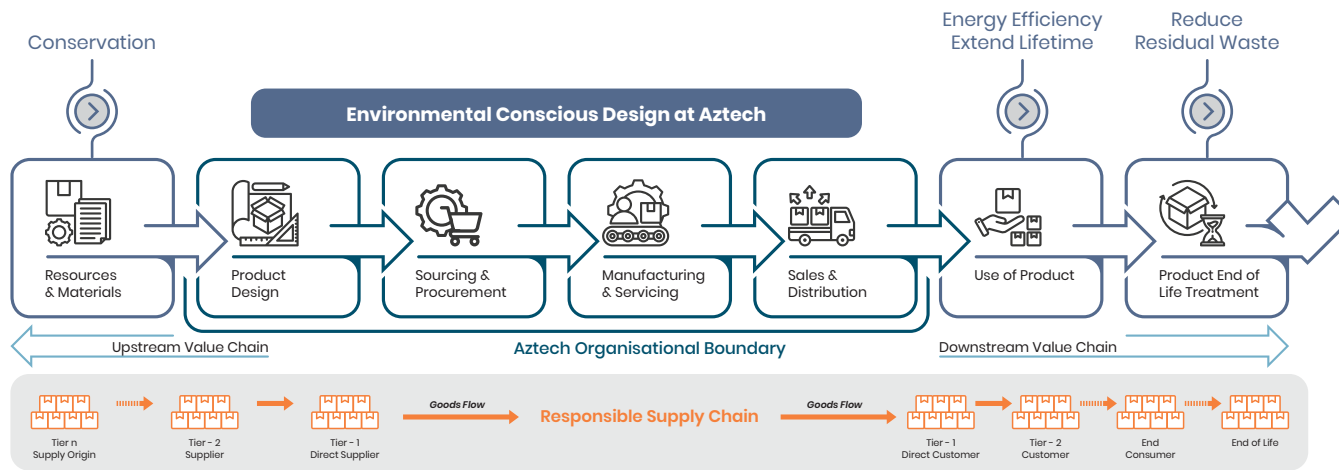 Conservation
Energy Efficiency
Extend Lifetime
Reduce
Residual Waste
Environmental Conscious Design at Aztech
Resources
& Materials
Product
Design
Sourcing &
Procurement
Manufacturing
& Servicing
Sales &
Distribution
Use of Product
Product End of
Life Treatment
Upstream Value Chain
Aztech Organisational Boundary
Downstream Value Chain
Goods Flow
Responsible Supply Chain
Goods Flow
Tier n
Supply Origin
Tier - 2
Supplier
Tier - 1
Direct Supplier
Tier - 1
Direct Customer
Tier - 2
Customer
End
Consumer
End of Life